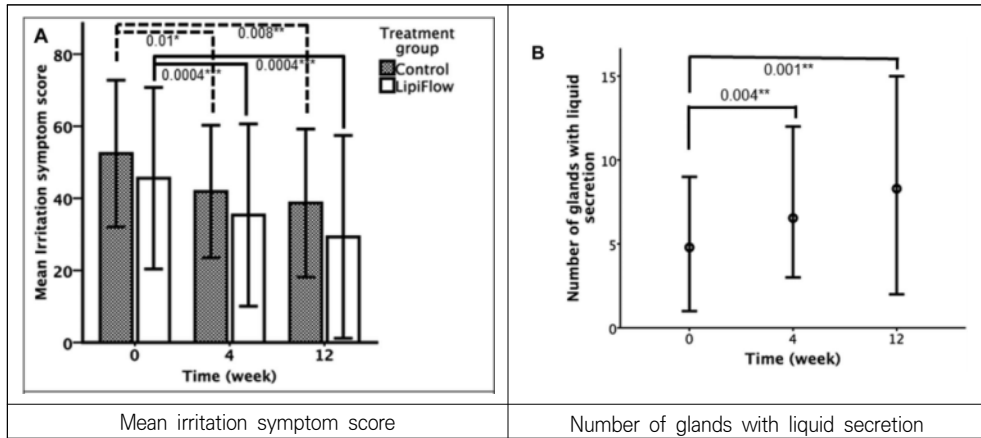 A
Treatment group
Control
LipiFlow
0.01*
0.008**
0.0004***
0.0004***
Mean Irritation symptom score
80
60
40
20
0
0 4 12
Time (week)
Mean irritation symptom score
B
0.001**
0.004**
Number of glands with liquid
secretion
15
10
5
0
0 4 12
Time (week)
Number of glands with liquid secretion